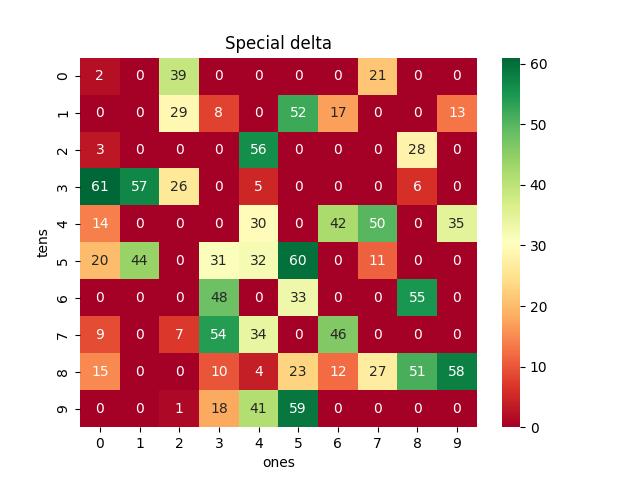 Special delta
0 2 0 39 0 0 0 0 21 0 0 60
1 0 0 29 8 0 52 17 0 0 13 50
2 3 0 0 0 56 0 0 0 28 0
3 61 57 26 0 5 0 0 0 6 0 40
tens
4 14 0 0 0 30 0 42 50 0 35 30
5 20 44 0 31 32 60 0 11 0 0
6 0 0 0 48 0 33 0 0 55 0 20
7 9 0 7 54 34 0 46 0 0 0
8 15 0 0 10 4 23 12 27 51 58 10
9 0 0 1 18 41 59 0 0 0 0 0
0 1 2 3 4 5 6 7 8 9
ones